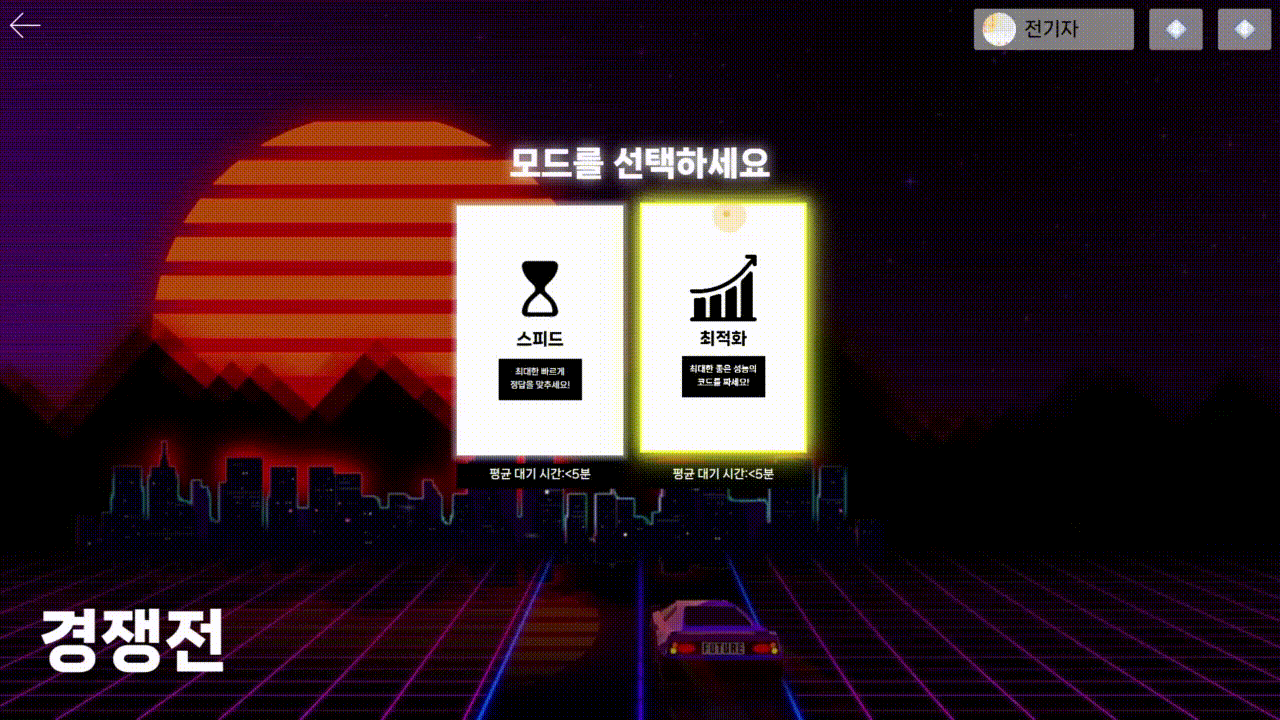 전기자
모드를 선택하세요
스피드
최대한 빠르게
정답을 맞추세요!
평균 대기 시간:<5분
최적화
최대한 좋은 성능의
코드를 짜세요!
평균 대기 시간:<5분
경쟁전
FUTURE